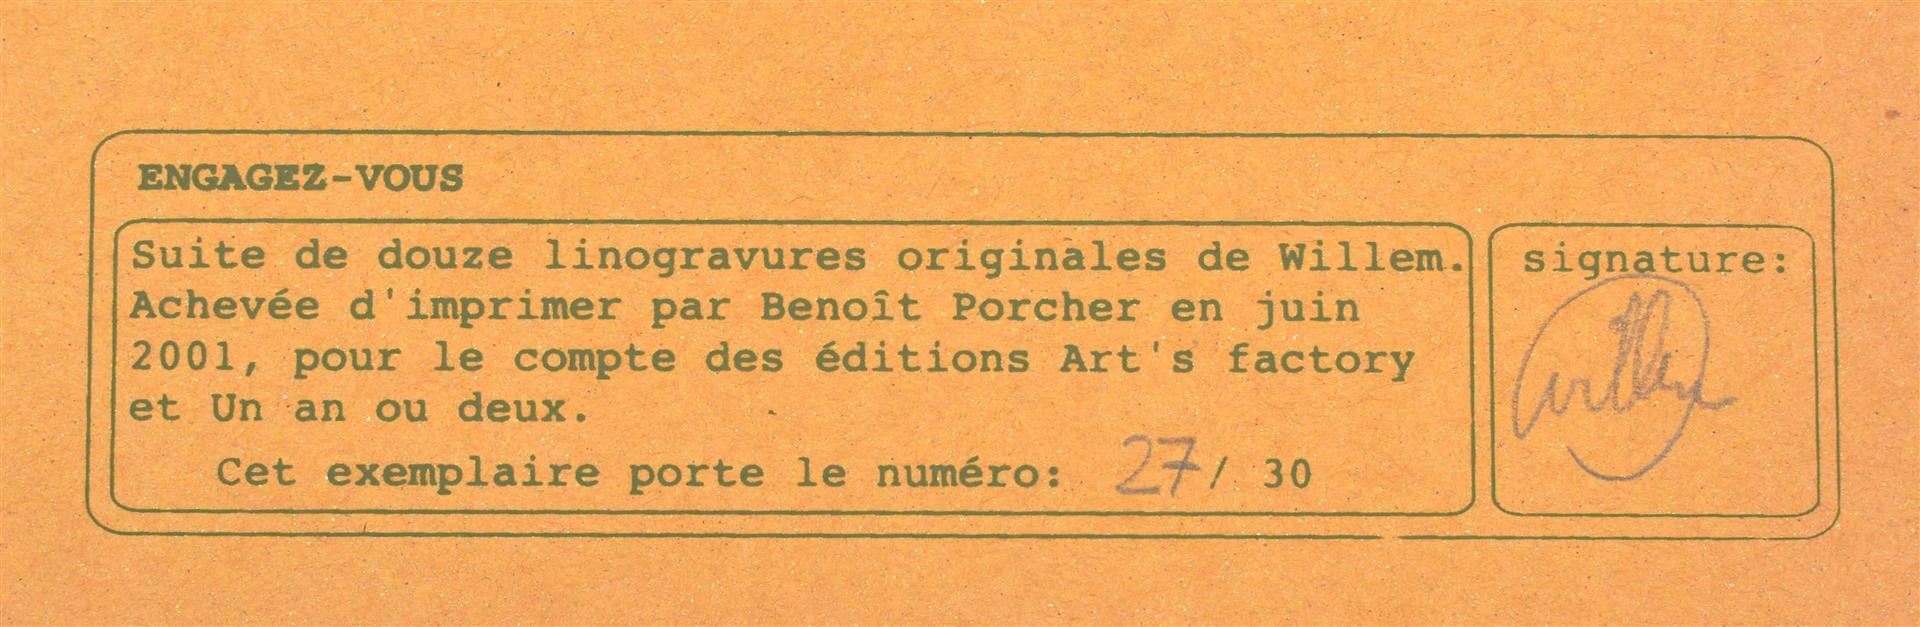 ENGAGEZ-VOUS
Suite de douze linogravures originales de Willem.
Achevée d'imprimer par Benoît Porcher en juin
2001, pour le compte des éditions Art's factory
et Un an ou deux.
Cet exemplaire porte le numéro: 27/ 30
signature:
Willem